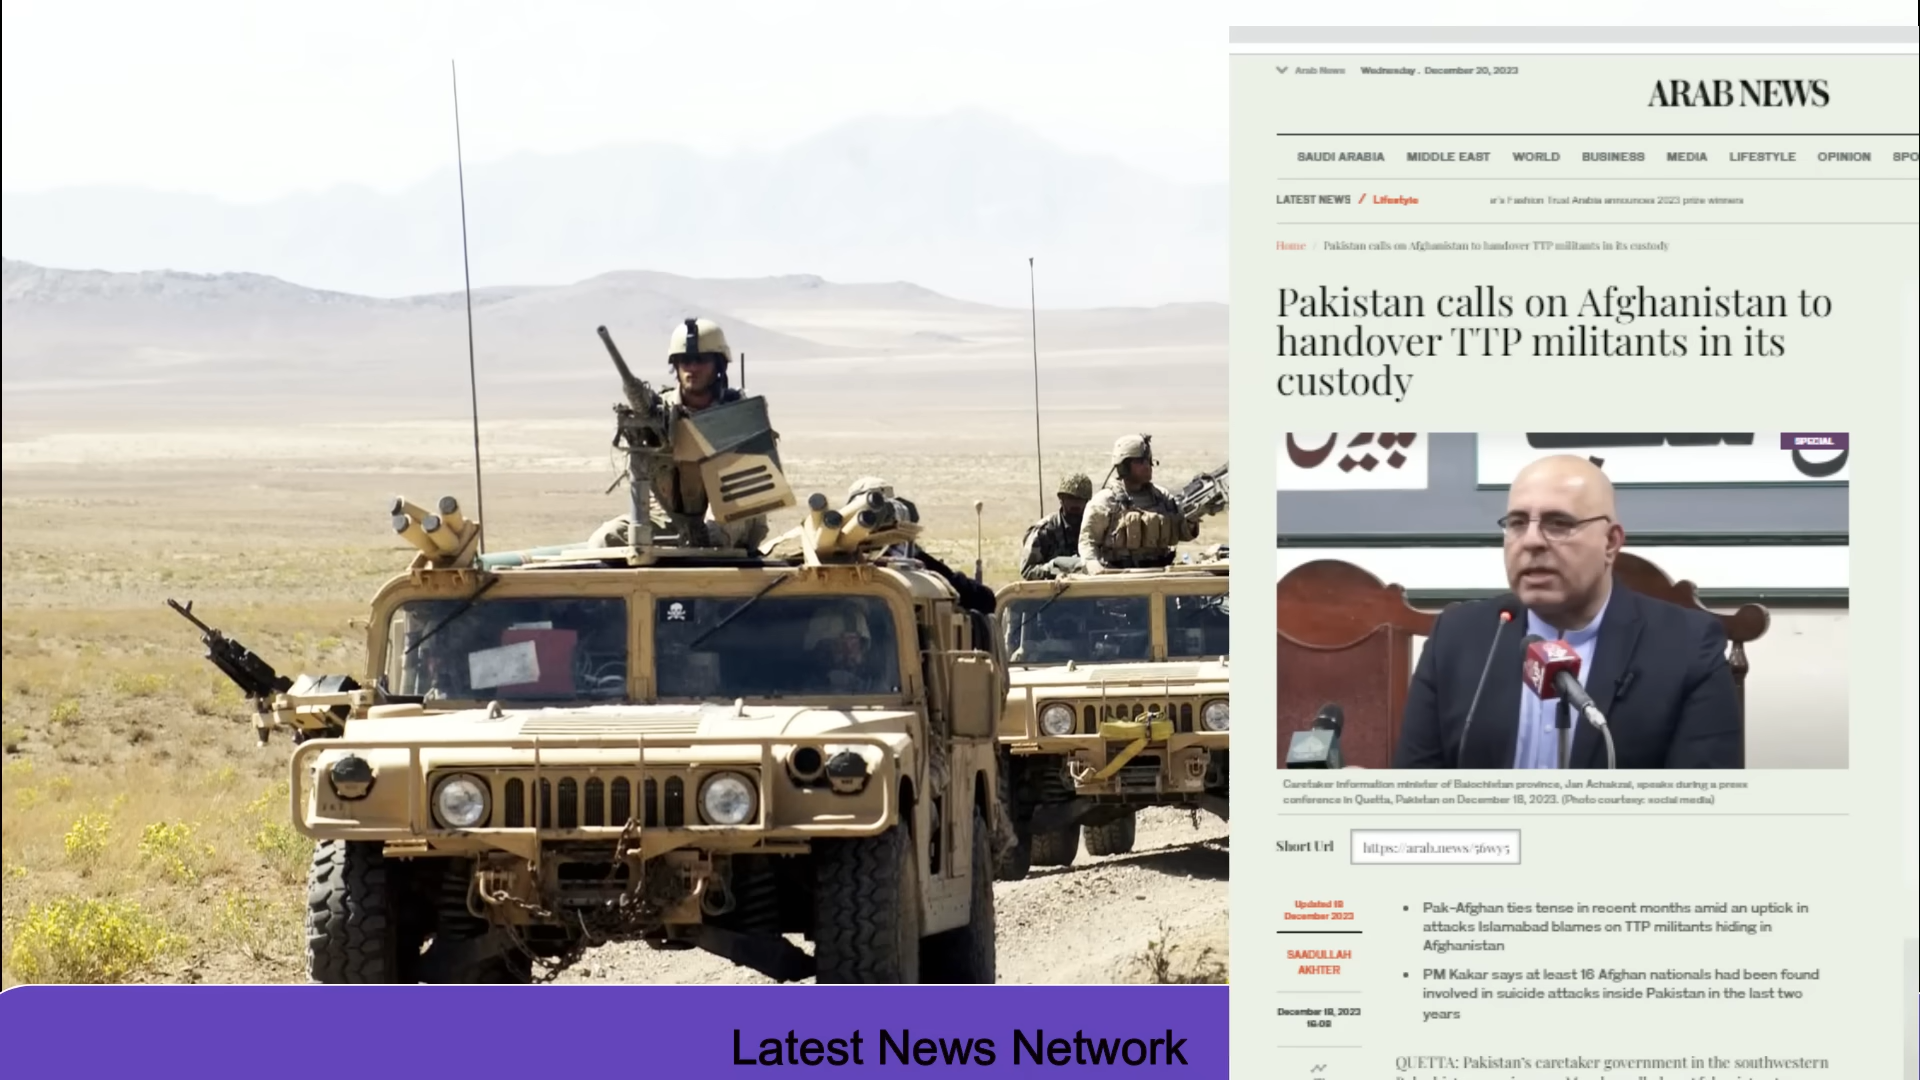 Arab News Wednesday . December 20, 2023
ARAB NEWS
SAUDI ARABIA MIDDLE EAST WORLD BUSINESS MEDIA LIFESTYLE OPINION SPO
LATEST NEWS / Lifestyle er's Fashion Trust Arabia announces 2023 prize winners
Home / Pakistan calls on Afghanistan to handover TTP militants in its custody
Pakistan calls on Afghanistan to
handover TTP militants in its
custody
SPECIAL
Caretaker information minister of Balochistan province, Jan Achakzai, speaks during a press
conference in Quetta, Pakistan on December 18, 2023. (Photo courtesy: social media)
Short Url https://arab.news/56wy5
Updated 18
December 2023
SAADULLAH
AKHTER
December 18, 2023
16:08
• Pak-Afghan ties tense in recent months amid an uptick in
attacks Islamabad blames on TTP militants hiding in
Afghanistan
• PM Kakar says at least 16 Afghan nationals had been found
involved in suicide attacks inside Pakistan in the last two
years
QUETTA: Pakistan's caretaker government in the southwestern
Latest News Network